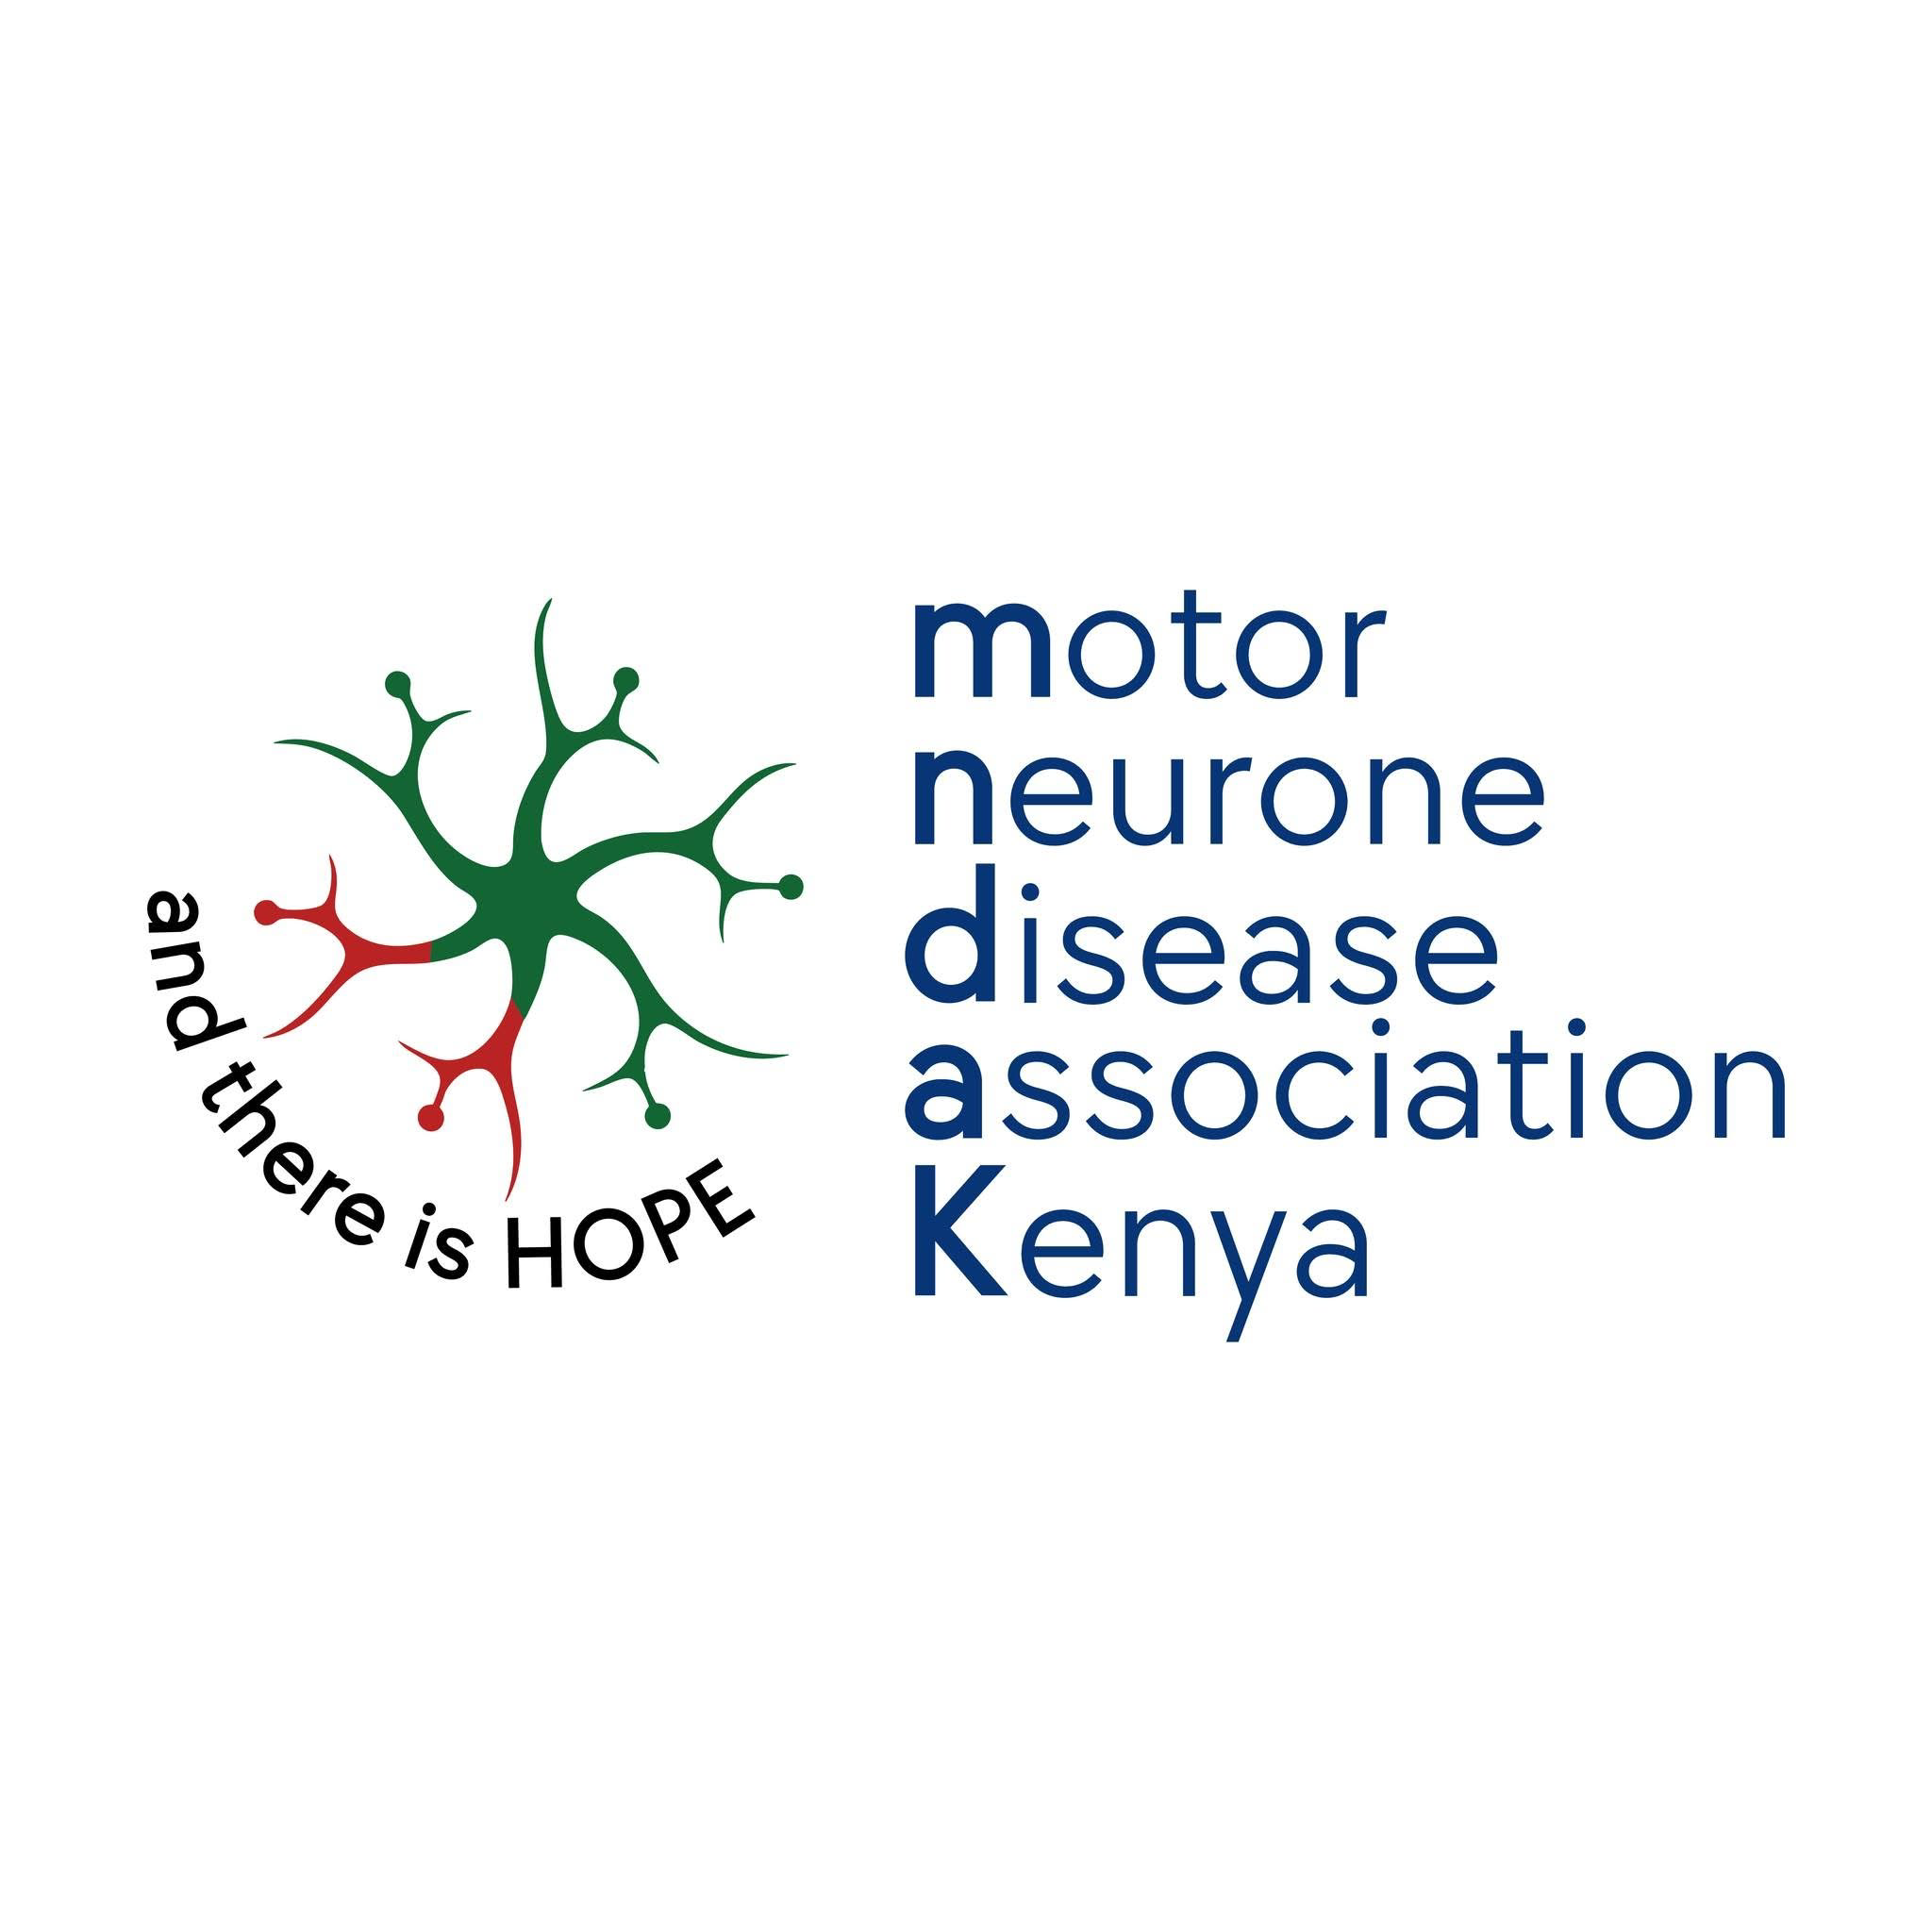 and there is HOPE
motor
neurone
disease
association
Kenya